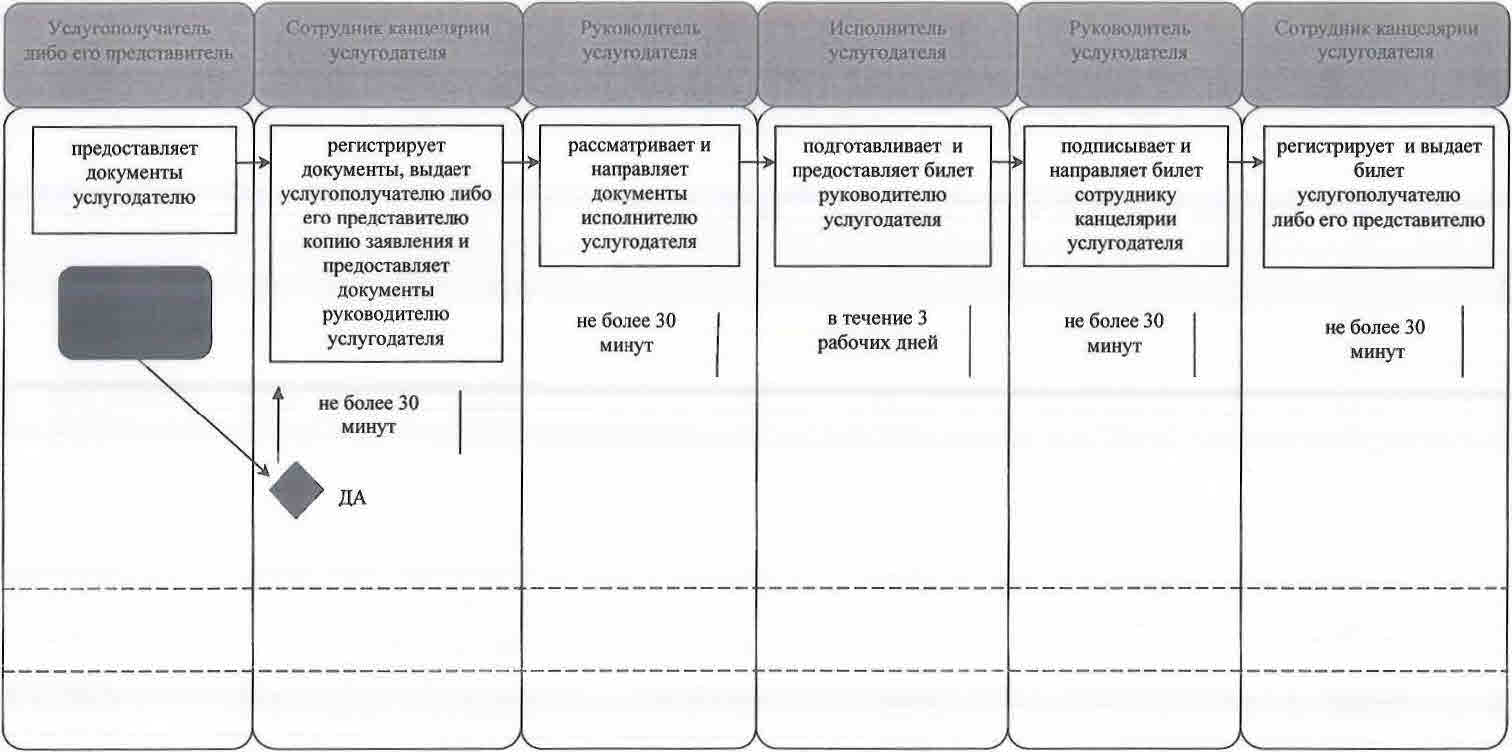 Услугополучатель
либо его представитель
Сотрудник канцелярии
услугодателя
Руководитель
услугодателя
Исполнитель
услугодателя
Руководитель
услугодателя
Сотрудник канцелярии
услугодателя
предоставляет
документы
услугодателю
регистрирует
документы, выдает
услугополучателю либо
его представителю
копию заявления и
предоставляет
документы
руководителю
услугодателя
рассматривает и
направляет
документы
исполнителю
услугодателя
подготавливает и
предоставляет билет
руководителю
услугодателя
подписывает и
направляет билет
сотруднику
канцелярии
услугодателя
регистрирует и выдает
билет
услугополучателю
либо его представителю
не более 30
минут
не более 30
минут
в течение 3
рабочих дней
не более 30
минут
не более 30
минут
ДА